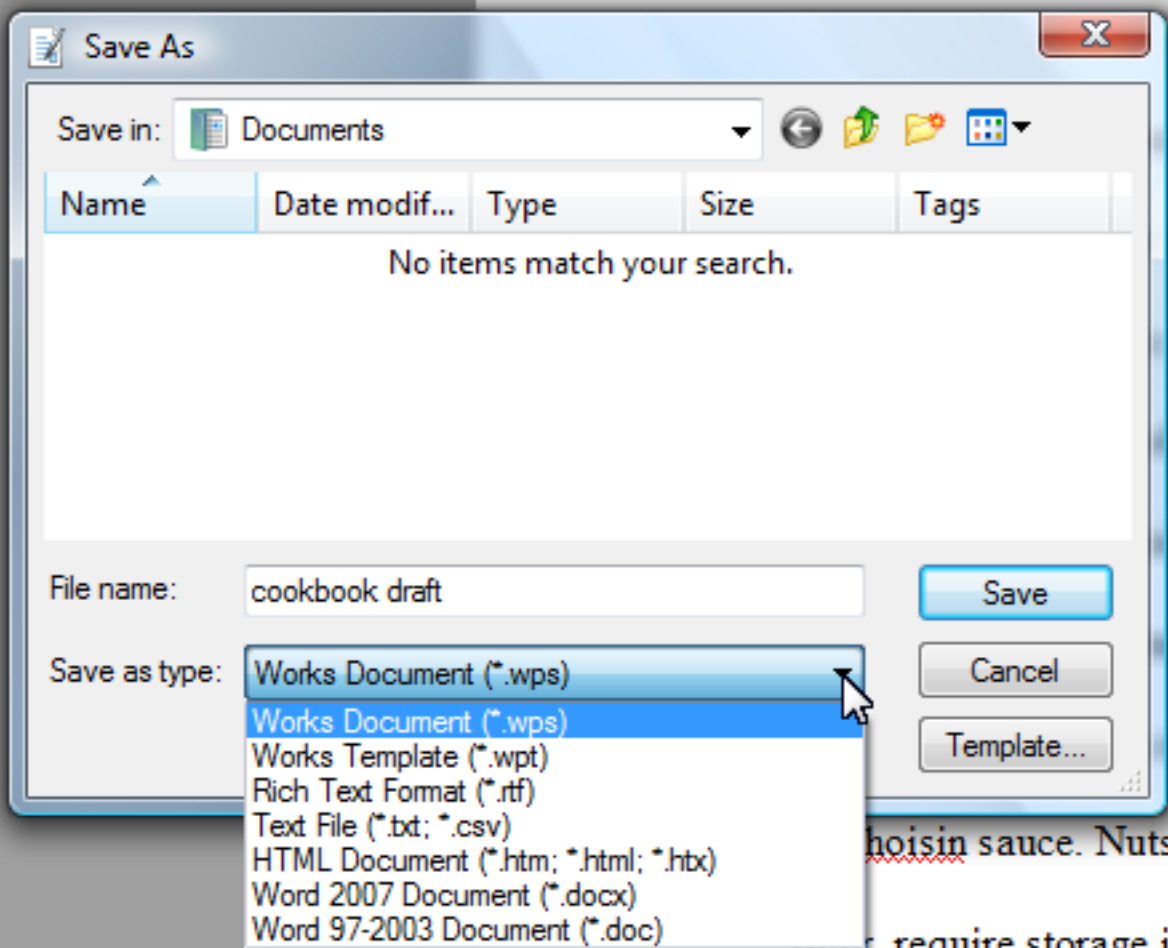 Save As
Save in: Documents
Name Date modif... Type Size Tags
No items match your search.
File name: cookbook draft Save
Save as type: Works Document (*.wps) Cancel
Works Document (*.wps)
Template...
Works Template (*.wpt)
Rich Text Format (*.rtf)
Text File (*.txt; *.csv)
hoisin sauce. Nuts
HTML Document (*.htm; *.html; *.htx)
Word 2007 Document (*.docx)
Word 97-2003 Document (*.doc)
require storage